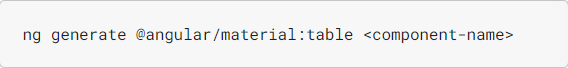 ng generate @angular/material:table <component-name>